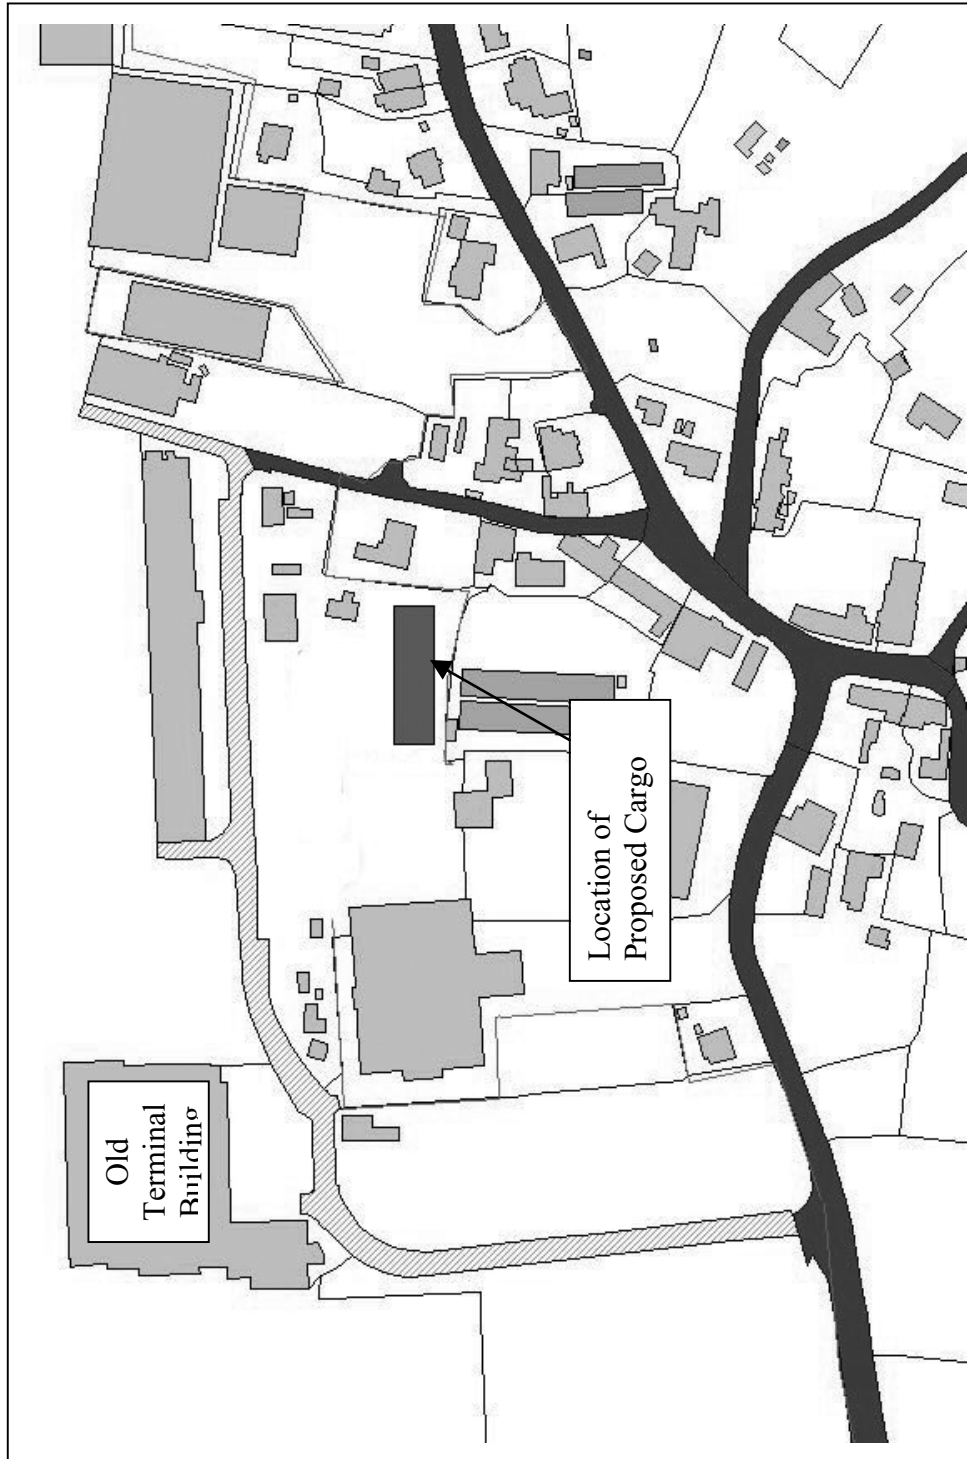 Old
Terminal
Building
Location of
Proposed Cargo